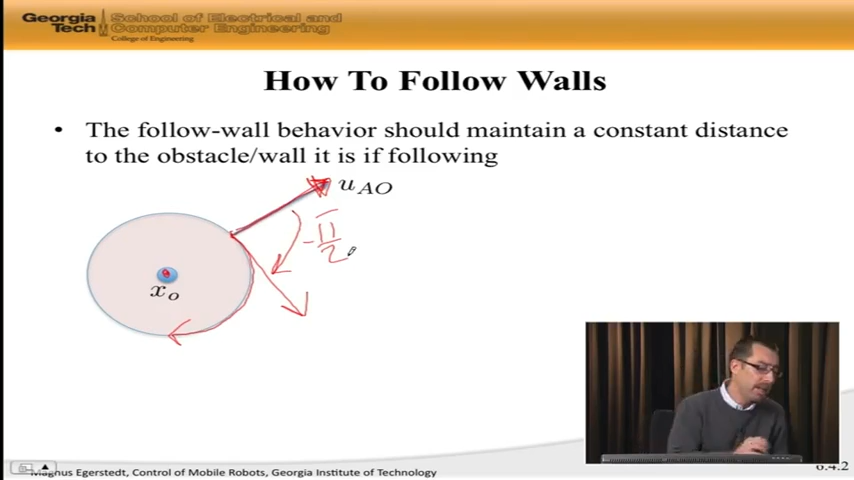 Georgia Tech School of Electrical and Computer Engineering
College of Engineering
How To Follow Walls
• The follow-wall behavior should maintain a constant distance
to the obstacle/wall it is if following
u_AO
-π/2
x_o
Magnus Egerstedt, Control of Mobile Robots, Georgia Institute of Technology
6.4.2